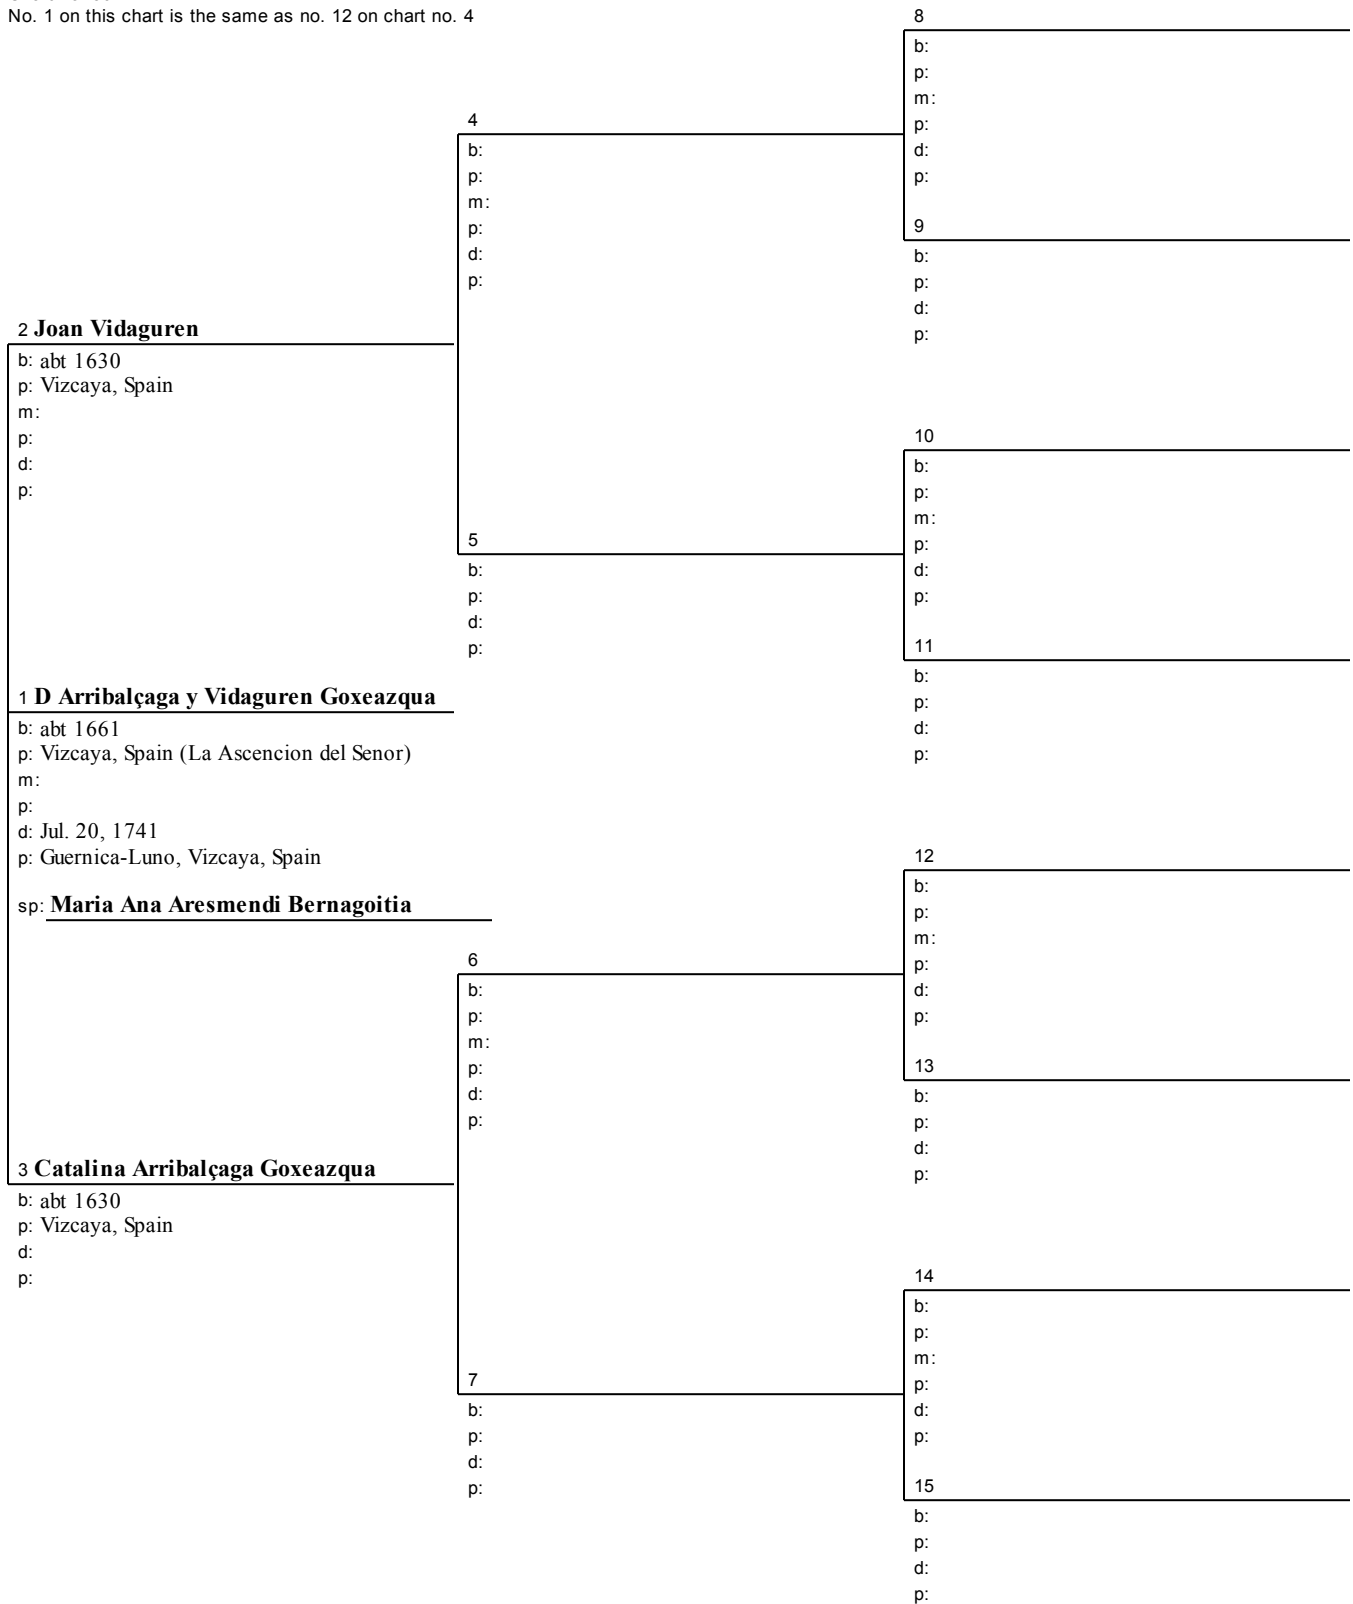 No. 1 on this chart is the same as no. 12 on chart no. 4
8
b:
p:
m:
p:
d:
p:
4
b:
p:
m:
p:
d:
p:
9
b:
p:
d:
p:
2 Joan Vidaguren
b: abt 1630
p: Vizcaya, Spain
m:
p:
d:
p:
10
b:
p:
m:
p:
d:
p:
5
b:
p:
d:
p:
11
b:
p:
d:
p:
1 D Arribalçaga y Vidaguren Goxeazqua
b: abt 1661
p: Vizcaya, Spain (La Ascencion del Senor)
m:
p:
d: Jul. 20, 1741
p: Guernica-Luno, Vizcaya, Spain
sp: Maria Ana Aresmendi Bernagoitia
12
b:
p:
m:
p:
d:
p:
6
b:
p:
m:
p:
d:
p:
13
b:
p:
d:
p:
3 Catalina Arribalçaga Goxeazqua
b: abt 1630
p: Vizcaya, Spain
d:
p:
14
b:
p:
m:
p:
d:
p:
7
b:
p:
d:
p:
15
b:
p:
d:
p: